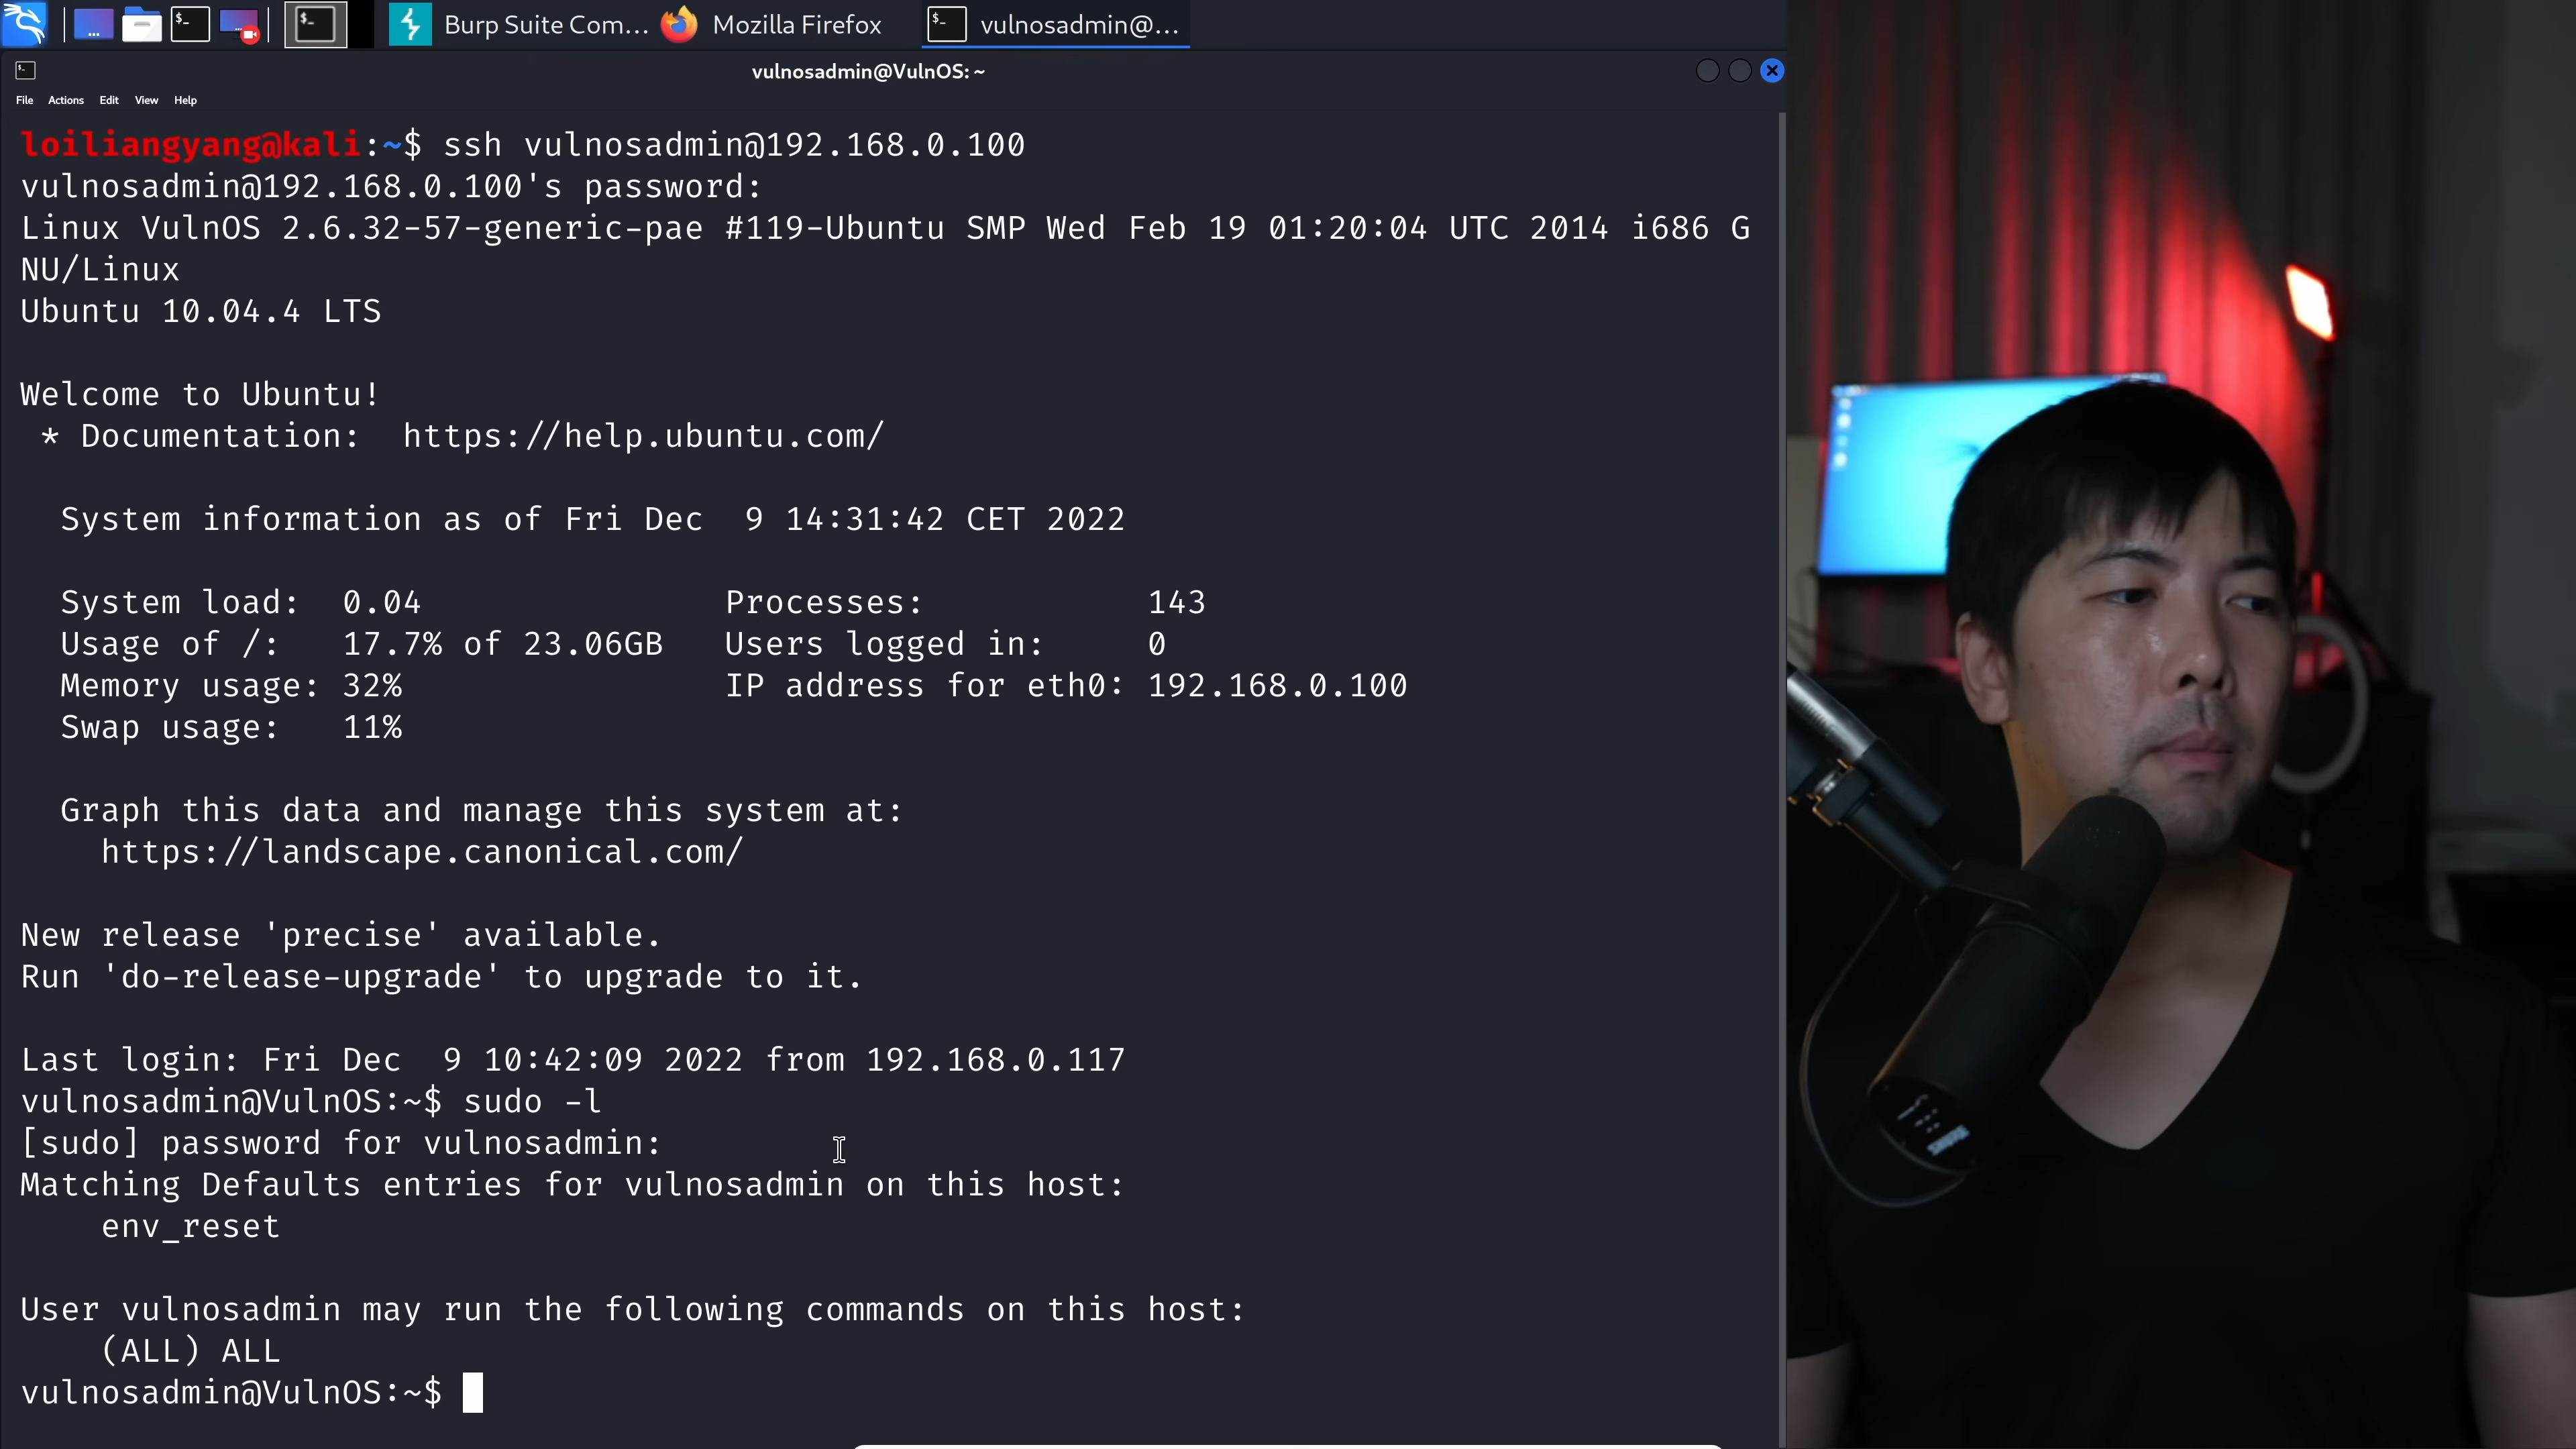 Burp Suite Com...
Mozilla Firefox
vulnosadmin@...
vulnosadmin@VulnOS: ~
File Actions Edit View Help
loiliangyang@kali:~$ ssh vulnosadmin@192.168.0.100
vulnosadmin@192.168.0.100's password:
Linux VulnOS 2.6.32-57-generic-pae #119-Ubuntu SMP Wed Feb 19 01:20:04 UTC 2014 i686 G
NU/Linux
Ubuntu 10.04.4 LTS
Welcome to Ubuntu!
* Documentation: https://help.ubuntu.com/
System information as of Fri Dec  9 14:31:42 CET 2022
System load: 0.04 Processes: 143
Usage of /: 17.7% of 23.06GB Users logged in: 0
Memory usage: 32% IP address for eth0: 192.168.0.100
Swap usage: 11%
Graph this data and manage this system at:
https://landscape.canonical.com/
New release 'precise' available.
Run 'do-release-upgrade' to upgrade to it.
Last login: Fri Dec  9 10:42:09 2022 from 192.168.0.117
vulnosadmin@VulnOS:~$ sudo -l
[sudo] password for vulnosadmin:
Matching Defaults entries for vulnosadmin on this host:
env_reset
User vulnosadmin may run the following commands on this host:
(ALL) ALL
vulnosadmin@VulnOS:~$